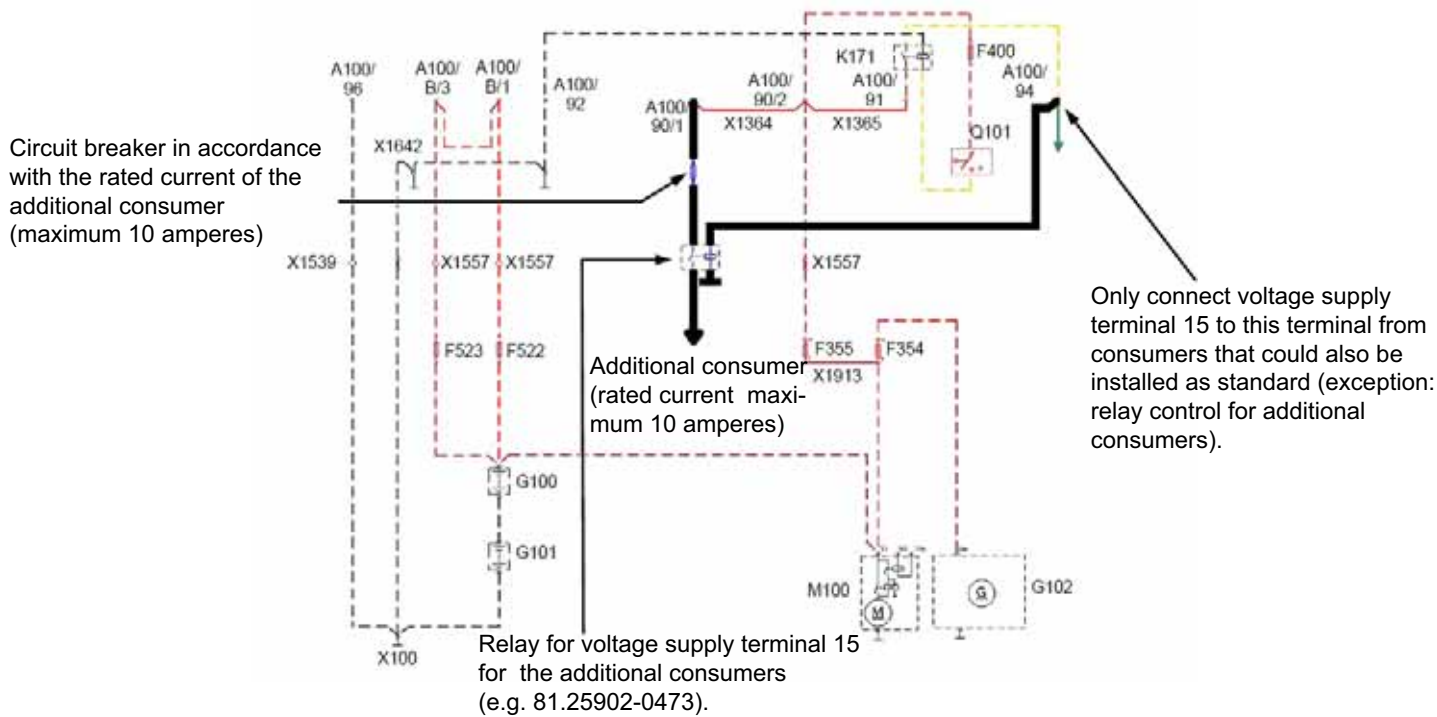 K171
F400
A100/
96
A100/
B/3
A100/
B/1
A100/
92
A100/
90/1
A100/
90/2
A100/
91
A100/
94
X1364
X1365
Q101
X1642
Circuit breaker in accordance
with the rated current of the
additional consumer
(maximum 10 amperes)
X1539
X1557
X1557
X1557
Only connect voltage supply
terminal 15 to this terminal from
consumers that could also be
installed as standard (exception:
relay control for additional
consumers).
F523
F522
F355
F354
X1913
Additional consumer
(rated current maxi-
mum 10 amperes)
G100
G101
M100
M
G
G102
X100
Relay for voltage supply terminal 15
for the additional consumers
(e.g. 81.25902-0473).